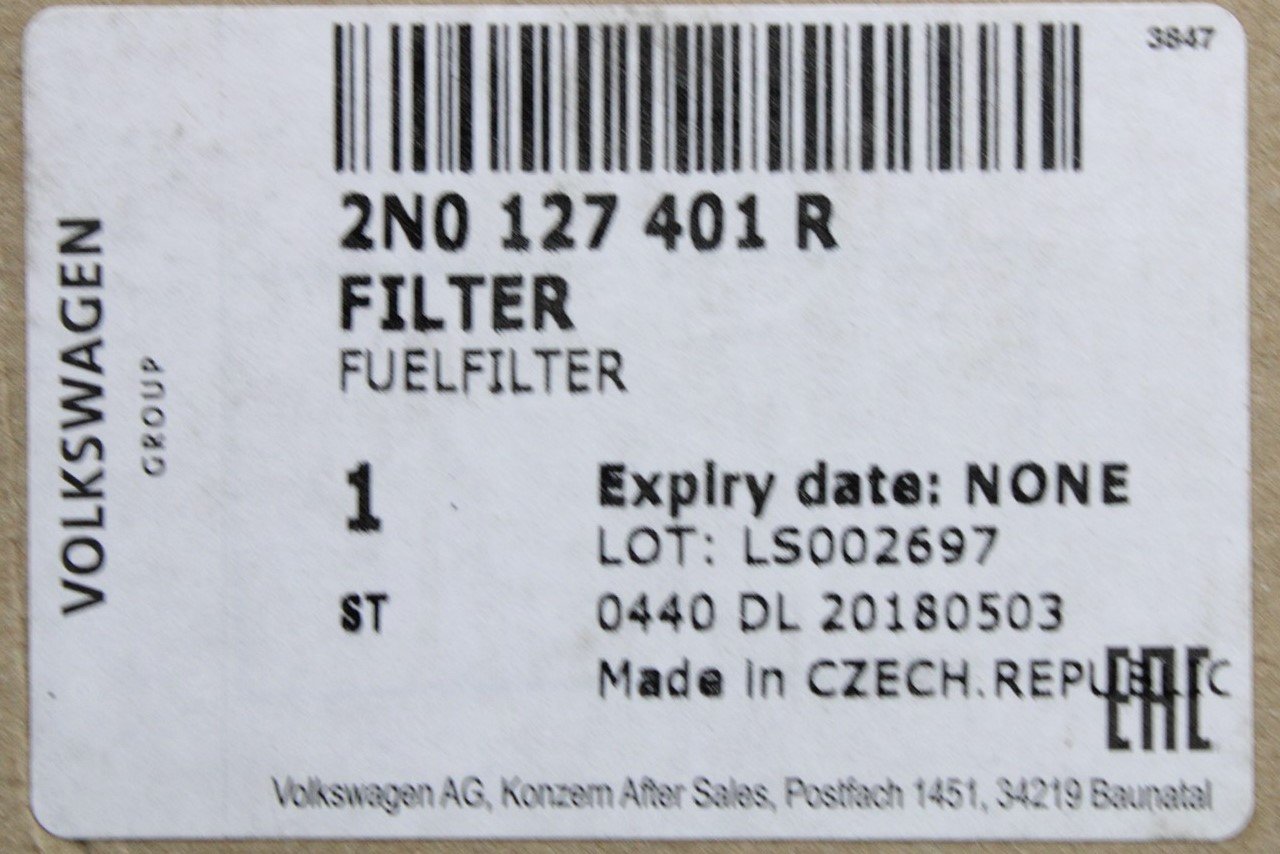 3847
2N0 127 401 R
FILTER
FUELFILTER
VOLKSWAGEN
GROUP
1
Expiry date: NONE
LOT: LS002697
ST
0440 DL 20180503
Made in CZECH.REPUBLIC
EAC
Volkswagen AG, Konzern After Sales, Postfach 1451, 34219 Baunatal